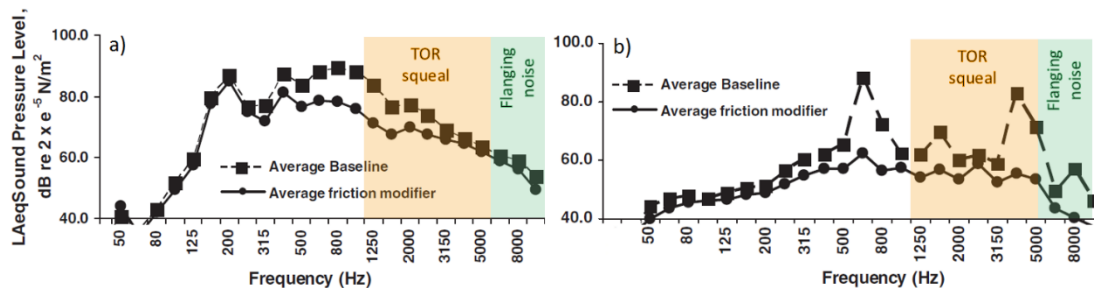 a)
LAeqSound Pressure Level,
dB re 2 x e⁻⁵ N/m²
100.0
80.0
60.0
40.0
TOR
squeal
Flanging
noise
Average Baseline
Average friction modifier
50
80
125
200
315
500
800
1250
2000
3150
5000
8000
Frequency (Hz)
b)
100.0
80.0
60.0
40.0
TOR
squeal
Flanging
noise
Average Baseline
Average friction modifier
50
80
125
200
315
500
800
1250
2000
3150
5000
8000
Frequency (Hz)